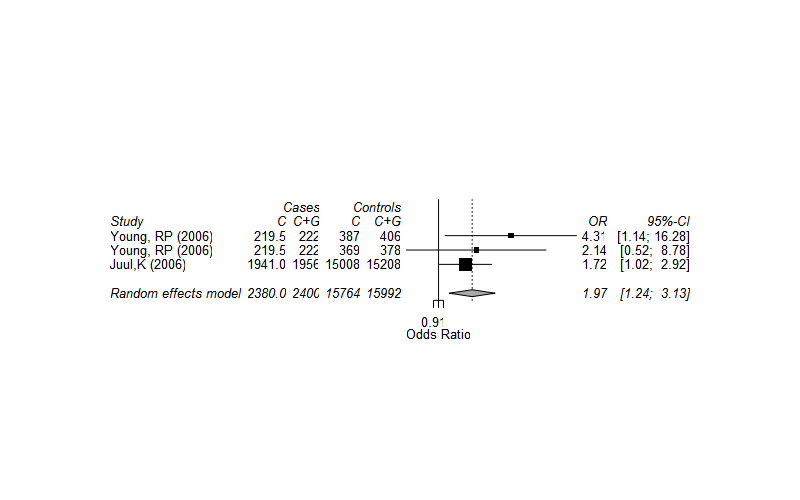 Cases Controls
Study C C+G C C+G OR 95%-CI
Young, RP (2006) 219.5 222 387 406 4.31 [1.14; 16.28]
Young, RP (2006) 219.5 222 369 378 2.14 [0.52; 8.78]
Juul,K (2006) 1941.0 1956 15008 15208 1.72 [1.02; 2.92]
Random effects model 2380.0 2400 15764 15992 1.97 [1.24; 3.13]
0.91
Odds Ratio